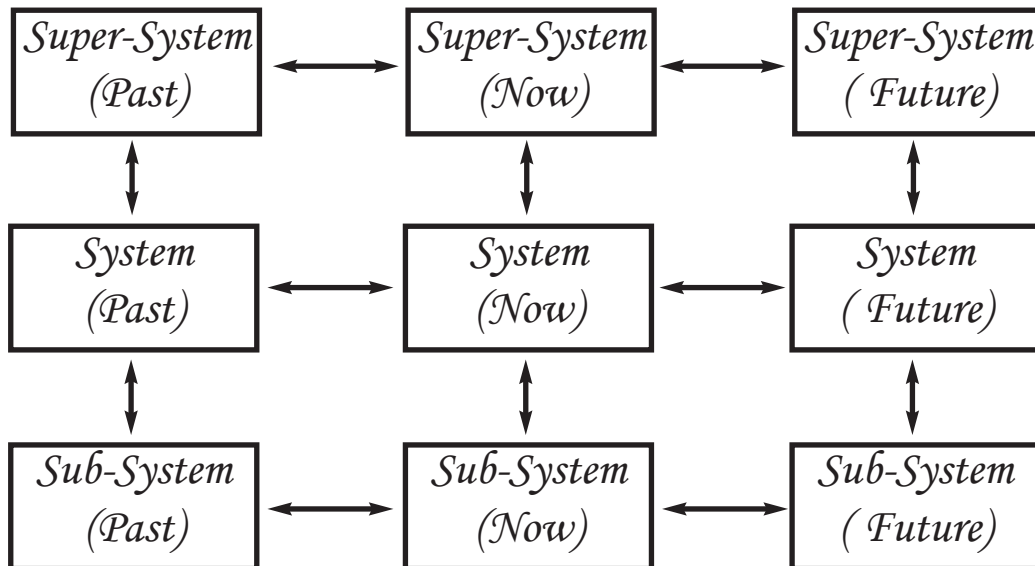 Super-System
(Past)
Super-System
(Now)
Super-System
( Future)
System
(Past)
System
(Now)
System
( Future)
Sub-System
(Past)
Sub-System
(Now)
Sub-System
( Future)